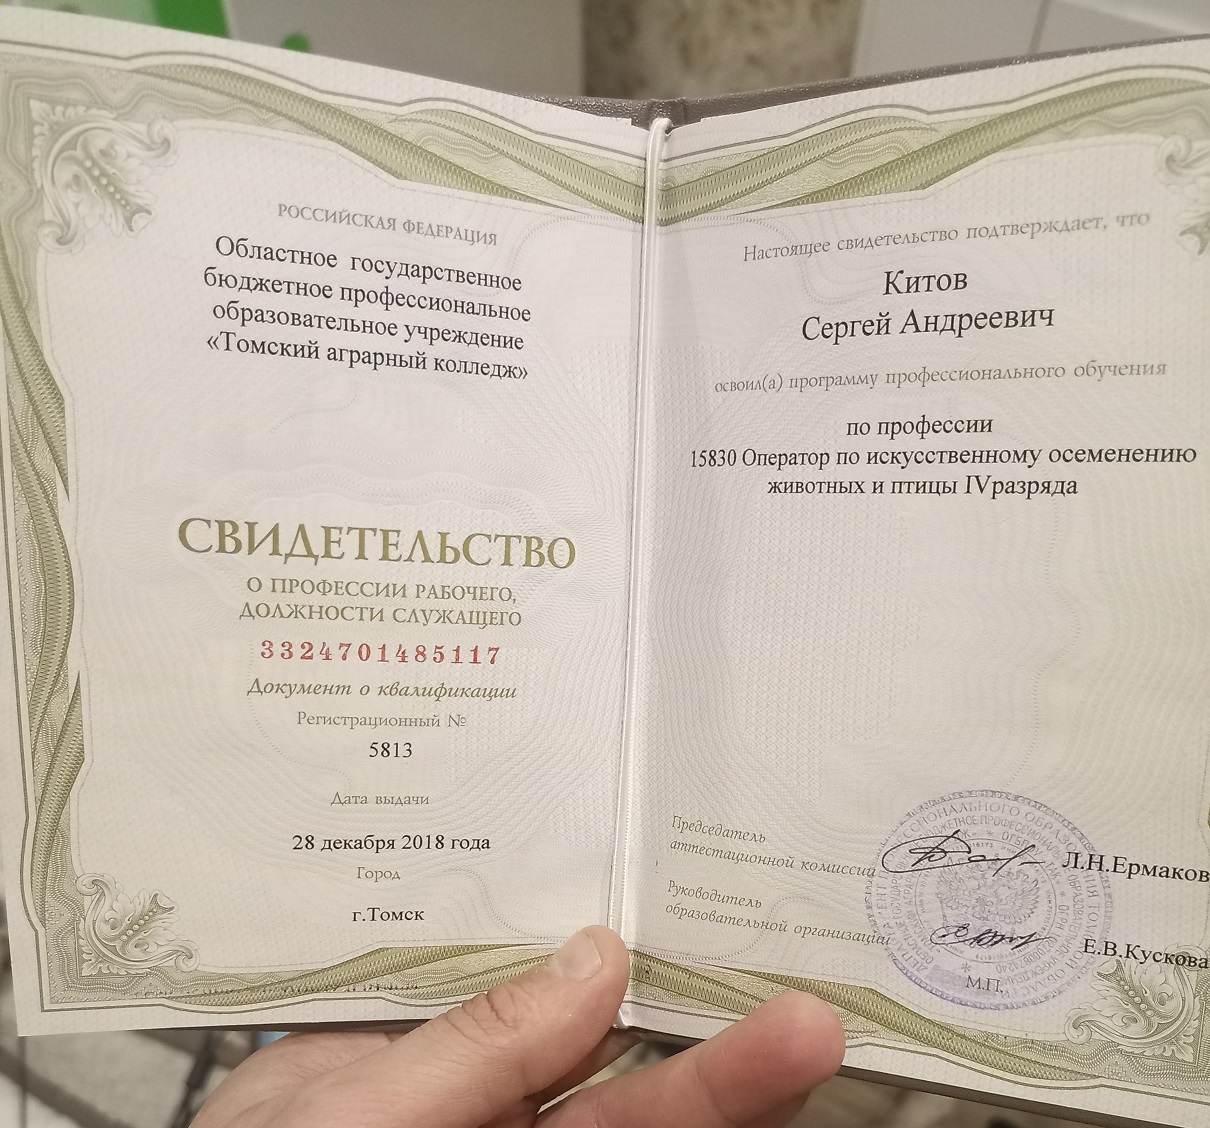 РОССИЙСКАЯ ФЕДЕРАЦИЯ
Областное государственное
бюджетное профессиональное
образовательное учреждение
«Томский аграрный колледж»
СВИДЕТЕЛЬСТВО
О ПРОФЕССИИ РАБОЧЕГО,
ДОЛЖНОСТИ СЛУЖАЩЕГО
3324701485117
Документ о квалификации
Регистрационный №
5813
Дата выдачи
28 декабря 2018 года
Город
г.Томск
Настоящее свидетельство подтверждает, что
Китов
Сергей Андреевич
освоил(а) программу профессионального обучения
по профессии
15830 Оператор по искусственному осеменению
животных и птицы IVразряда
Председатель
аттестационной комиссии
Л.Н.Ермаков
Руководитель
образовательной организации
Е.В.Кускова
М.П.